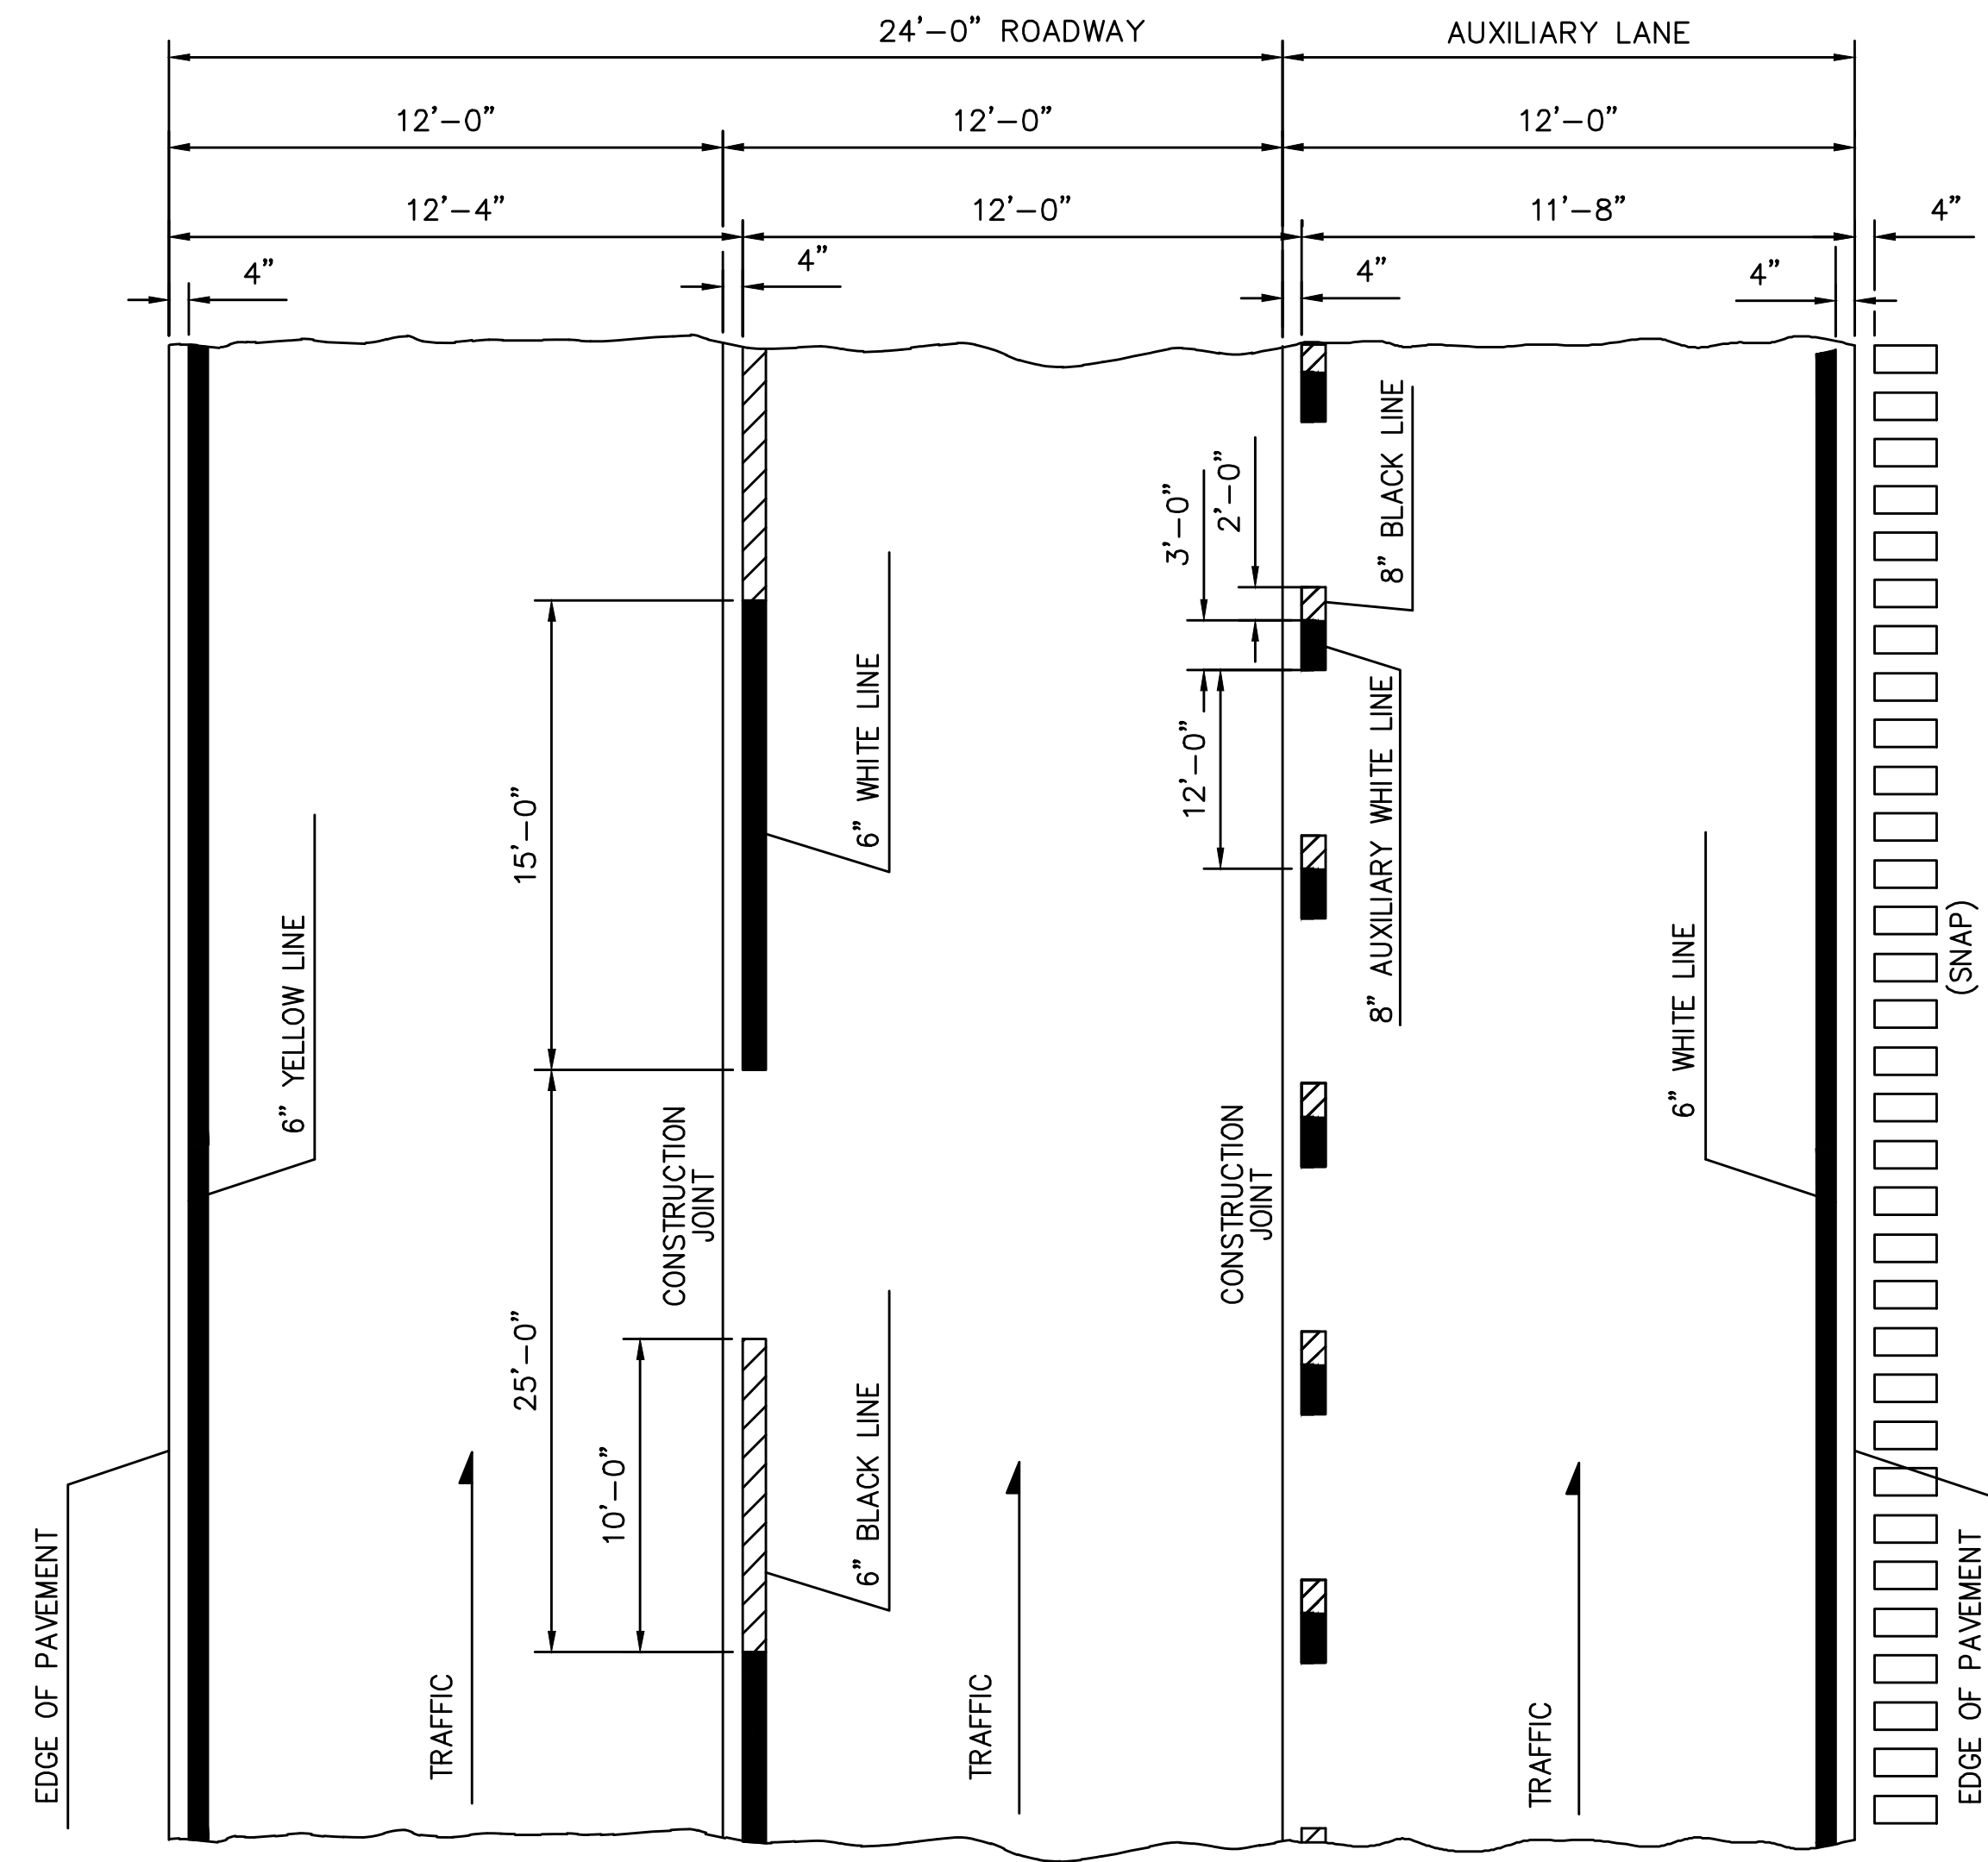 24'-0" ROADWAY
AUXILIARY LANE
12'-0"
12'-0"
12'-0"
12'-4"
12'-0"
11'-8"
4"
4"
4"
4"
4"
8" BLACK LINE
2'-0"
3'-0"
6" WHITE LINE
8" AUXILIARY WHITE LINE
12'-0"
15'-0"
6" YELLOW LINE
6" WHITE LINE
(SNAP)
CONSTRUCTION
JOINT
CONSTRUCTION
JOINT
25'-0"
10'-0"
6" BLACK LINE
EDGE OF PAVEMENT
TRAFFIC
TRAFFIC
TRAFFIC
EDGE OF PAVEMENT